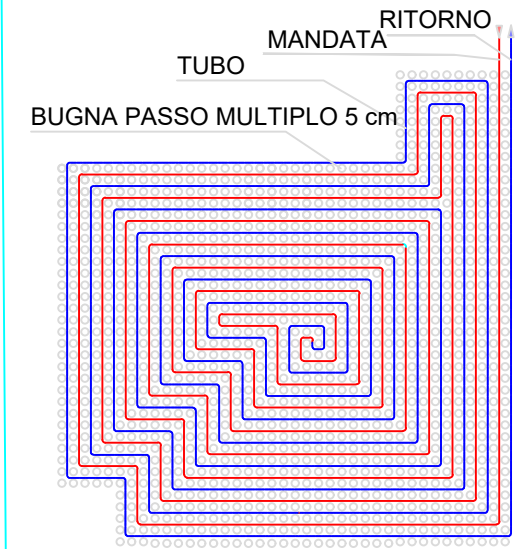 RITORNO
MANDATA
TUBO
BUGNA PASSO MULTIPLO 5 cm